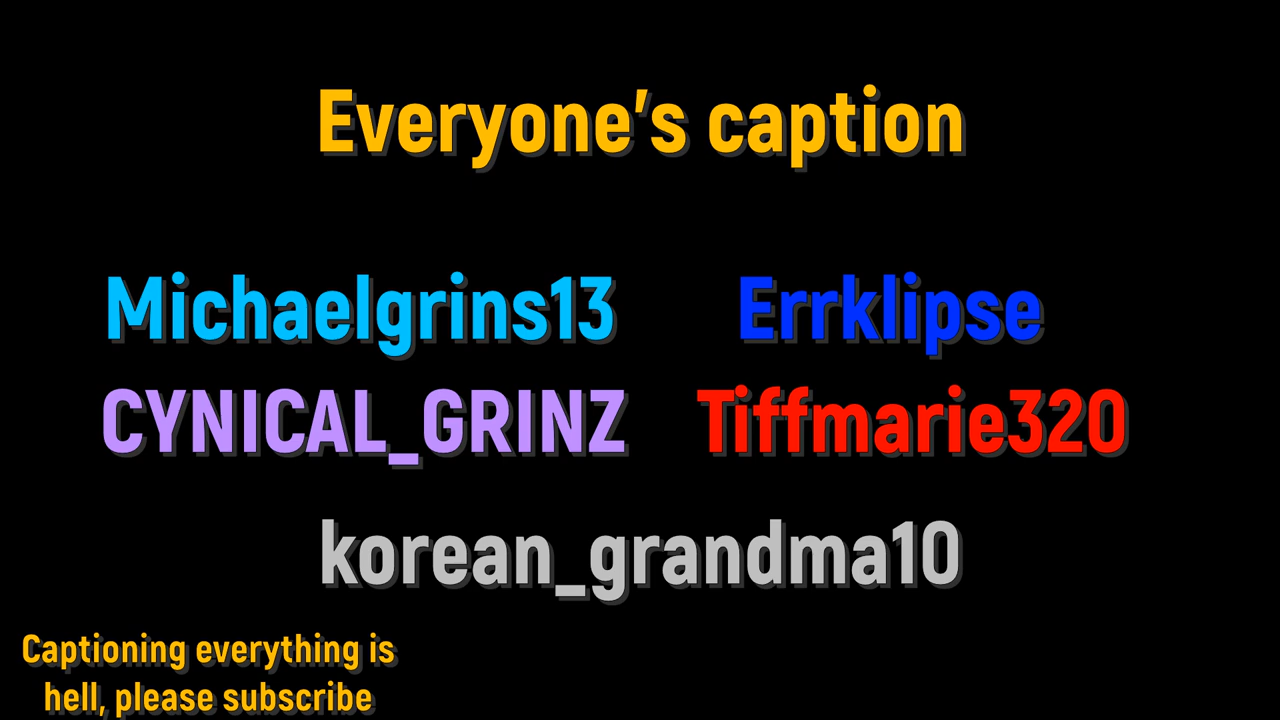 Everyone's caption
Michaelgrins13
Errklipse
CYNICAL_GRINZ
Tiffmarie320
korean_grandma10
Captioning everything is
hell, please subscribe